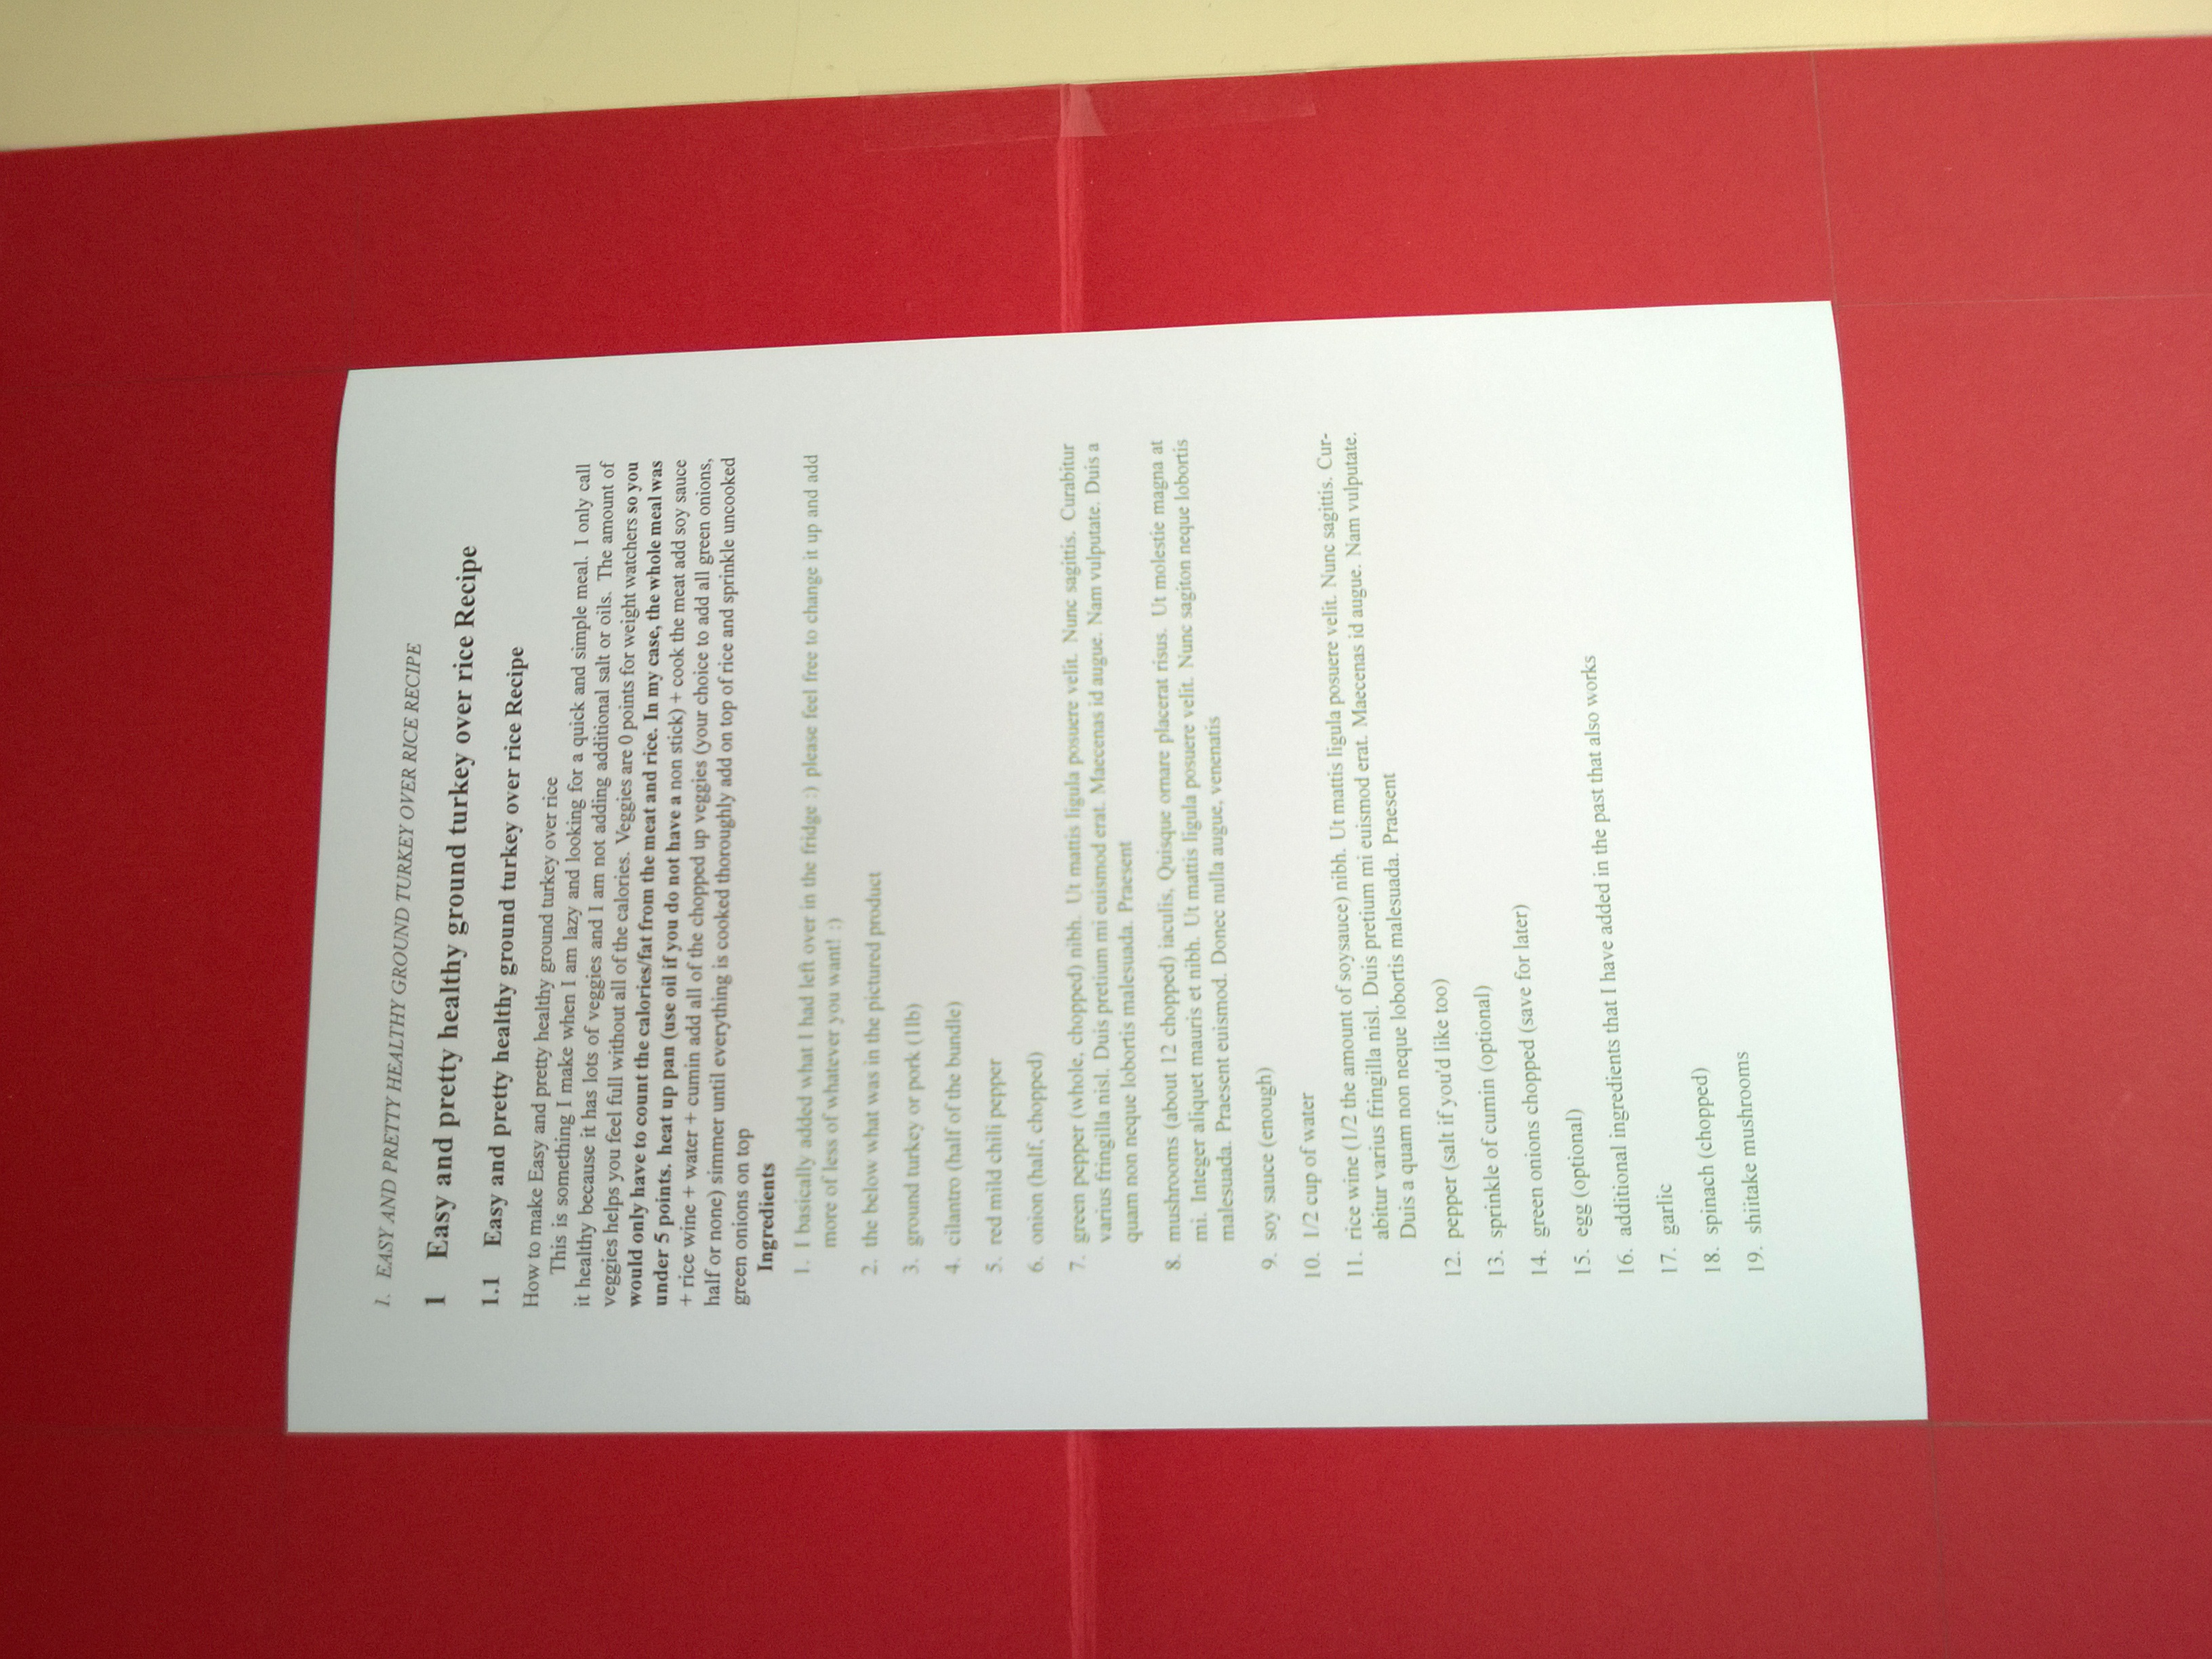 1. EASY AND PRETTY HEALTHY GROUND TURKEY OVER RICE RECIPE
1 Easy and pretty healthy ground turkey over rice Recipe
1.1 Easy and pretty healthy ground turkey over rice Recipe
How to make Easy and pretty healthy ground turkey over rice
This is something I make when I am lazy and looking for a quick and simple meal. I only call
it healthy because it has lots of veggies and I am not adding additional salt or oils. The amount of
veggies helps you feel full without all of the calories. Veggies are 0 points for weight watchers so you
would only have to count the calories/fat from the meat and rice. In my case, the whole meal was
under 5 points. heat up pan (use oil if you do not have a non stick) + cook the meat add soy sauce
+ rice wine + water + cumin add all of the chopped up veggies (your choice to add all green onions,
half or none) simmer until everything is cooked thoroughly add on top of rice and sprinkle uncooked
green onions on top
Ingredients
1. I basically added what I had left over in the fridge :) please feel free to change it up and add
more of less of whatever you want! :)
2. the below what was in the pictured product
3. ground turkey or pork (1lb)
4. cilantro (half of the bundle)
5. red mild chili pepper
6. onion (half, chopped)
7. green pepper (whole, chopped) nibh. Ut mattis ligula posuere velit. Nunc sagittis. Curabitur
varius fringilla nisl. Duis pretium mi euismod erat. Maecenas id augue. Nam vulputate. Duis a
quam non neque lobortis malesuada. Praesent
8. mushrooms (about 12 chopped) iaculis. Quisque ornare placerat risus. Ut molestie magna at
mi. Integer aliquet mauris et nibh. Ut mattis ligula posuere velit. Nunc sagiton neque lobortis
malesuada. Praesent euismod. Donec nulla augue, venenatis
9. soy sauce (enough)
10. 1/2 cup of water
11. rice wine (1/2 the amount of soysauce) nibh. Ut mattis ligula posuere velit. Nunc sagittis. Cur-
abitur varius fringilla nisl. Duis pretium mi euismod erat. Maecenas id augue. Nam vulputate.
Duis a quam non neque lobortis malesuada. Praesent
12. pepper (salt if you'd like too)
13. sprinkle of cumin (optional)
14. green onions chopped (save for later)
15. egg (optional)
16. additional ingredients that I have added in the past that also works
17. garlic
18. spinach (chopped)
19. shiitake mushrooms